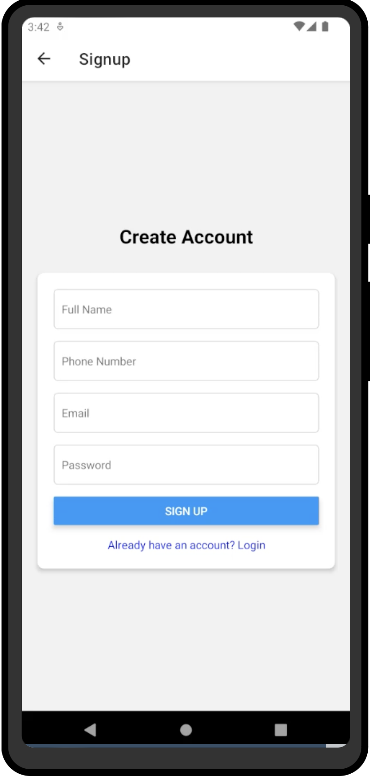 3:42
Signup
Create Account
Full Name
Phone Number
Email
Password
SIGN UP
Already have an account? Login